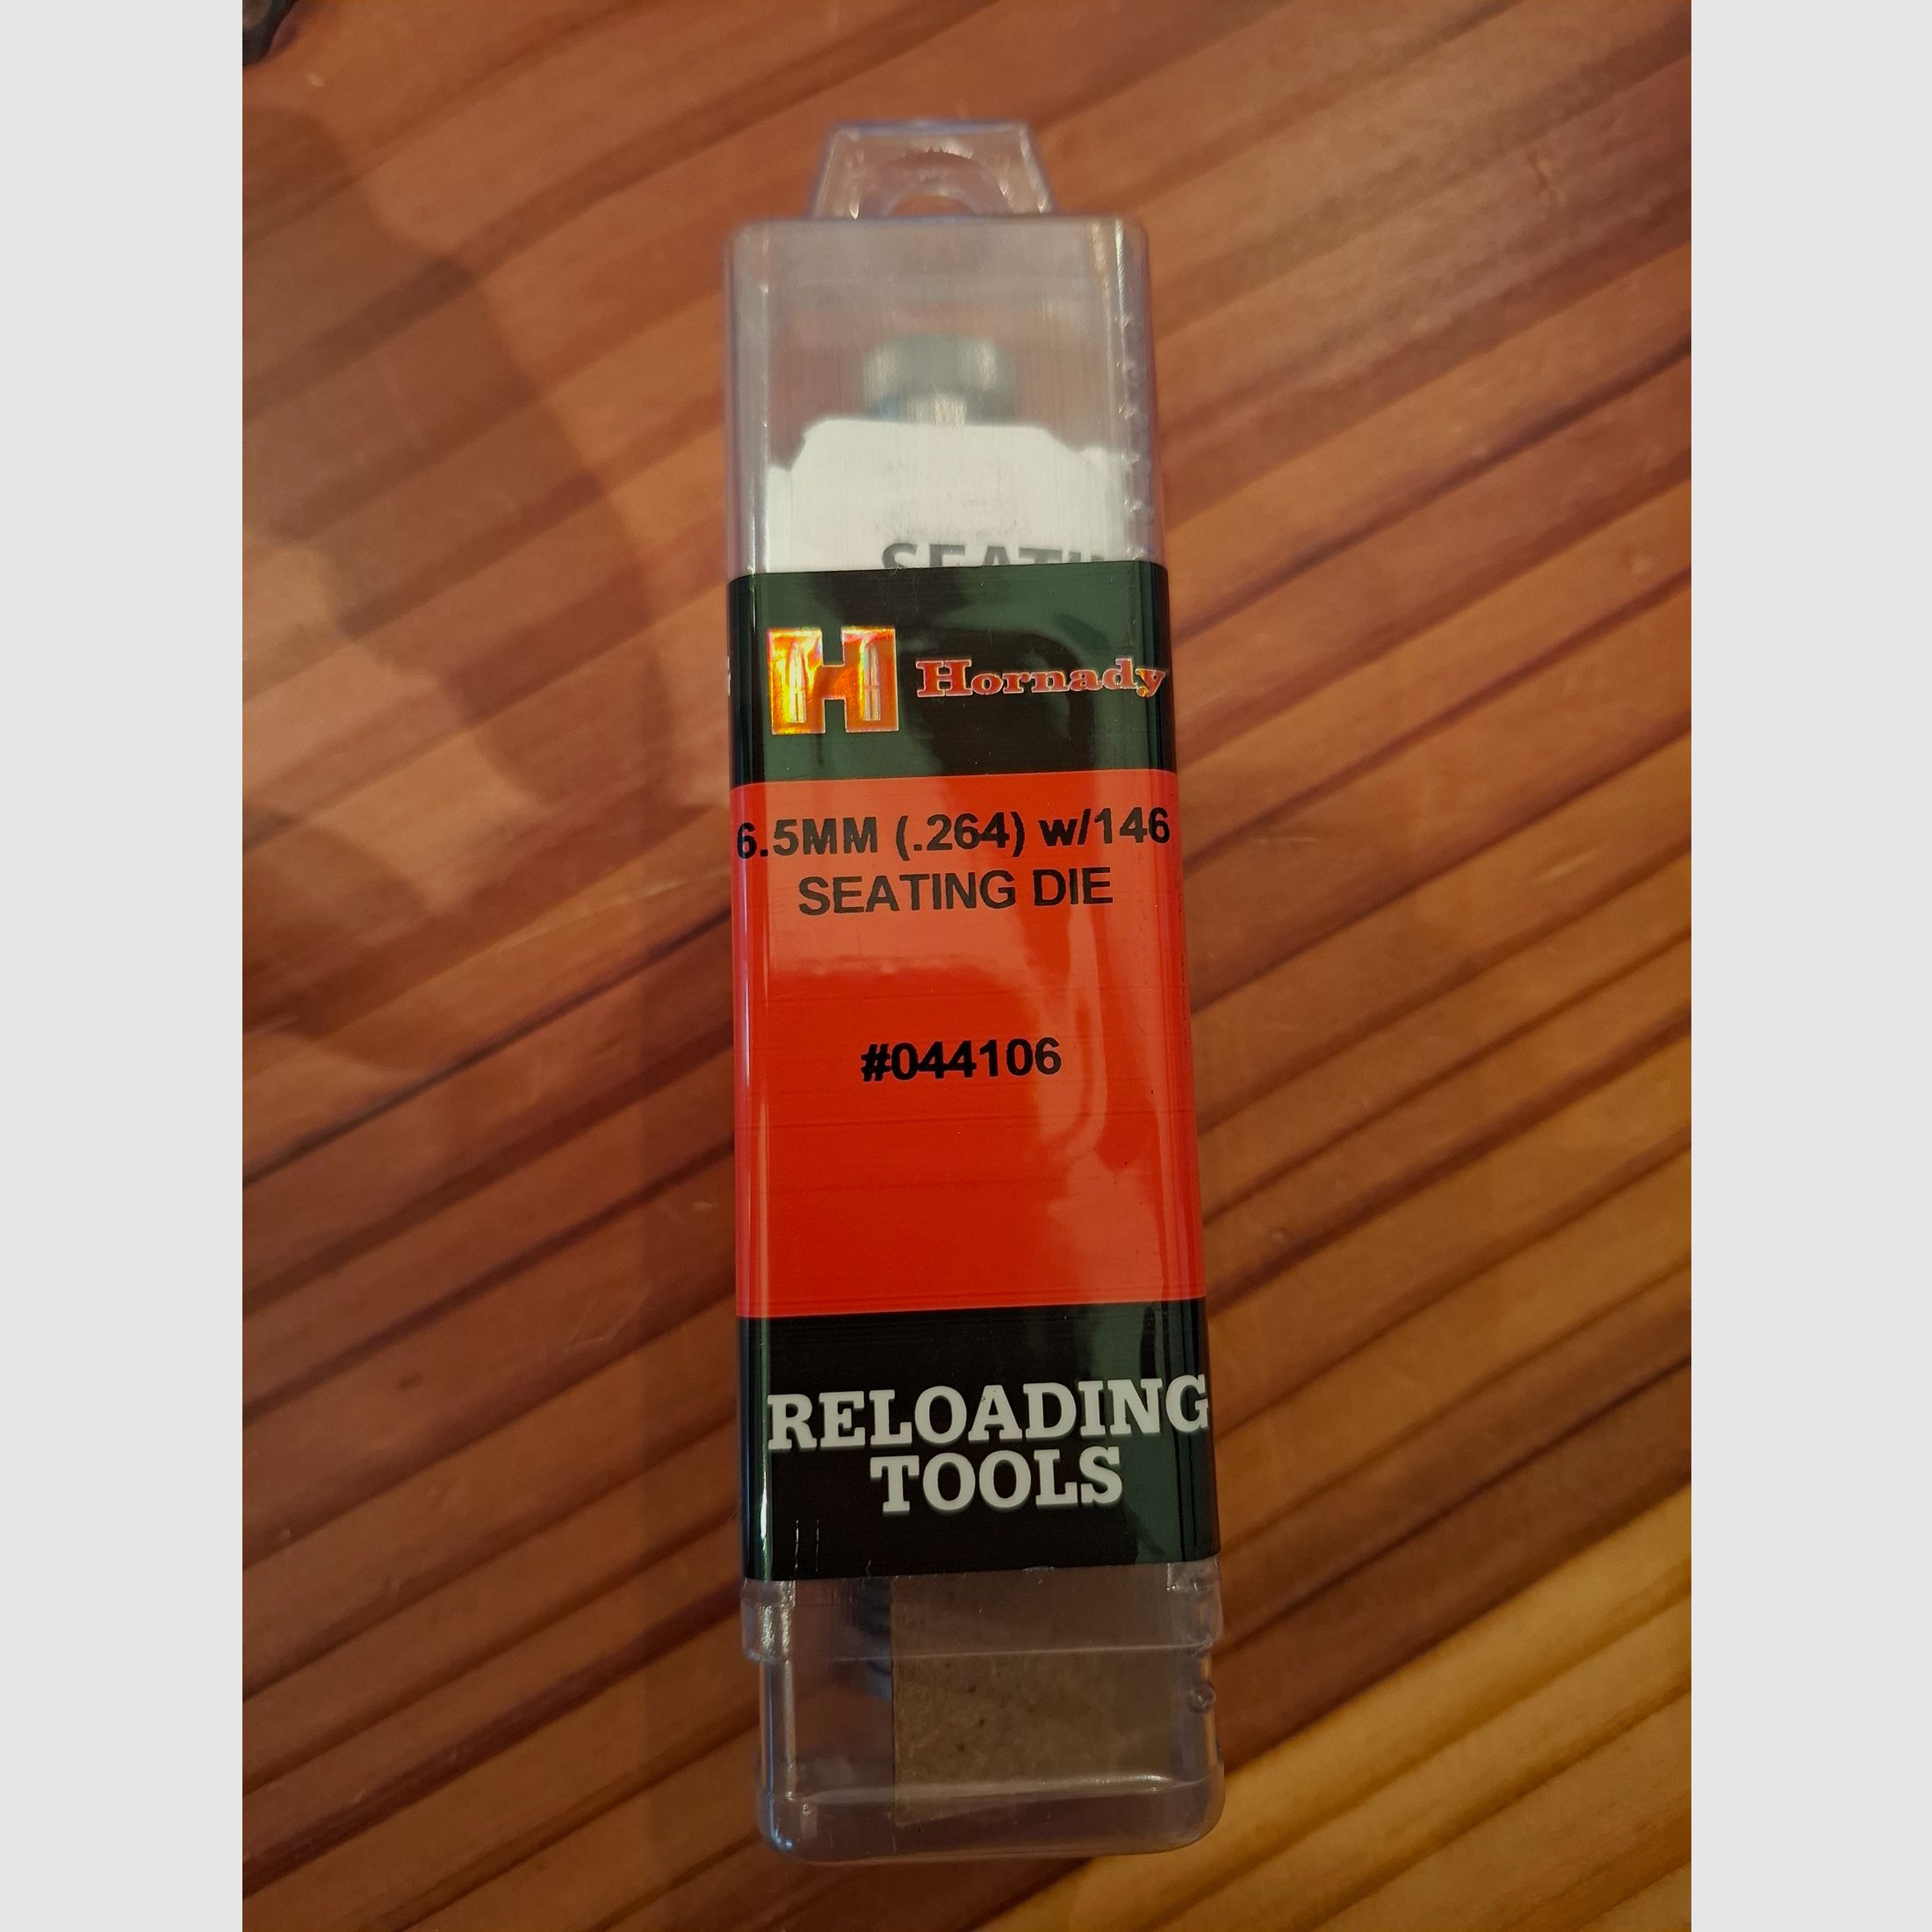 H Hornady
6.5MM (.264) w/146
SEATING DIE
#044106
RELOADING
TOOLS